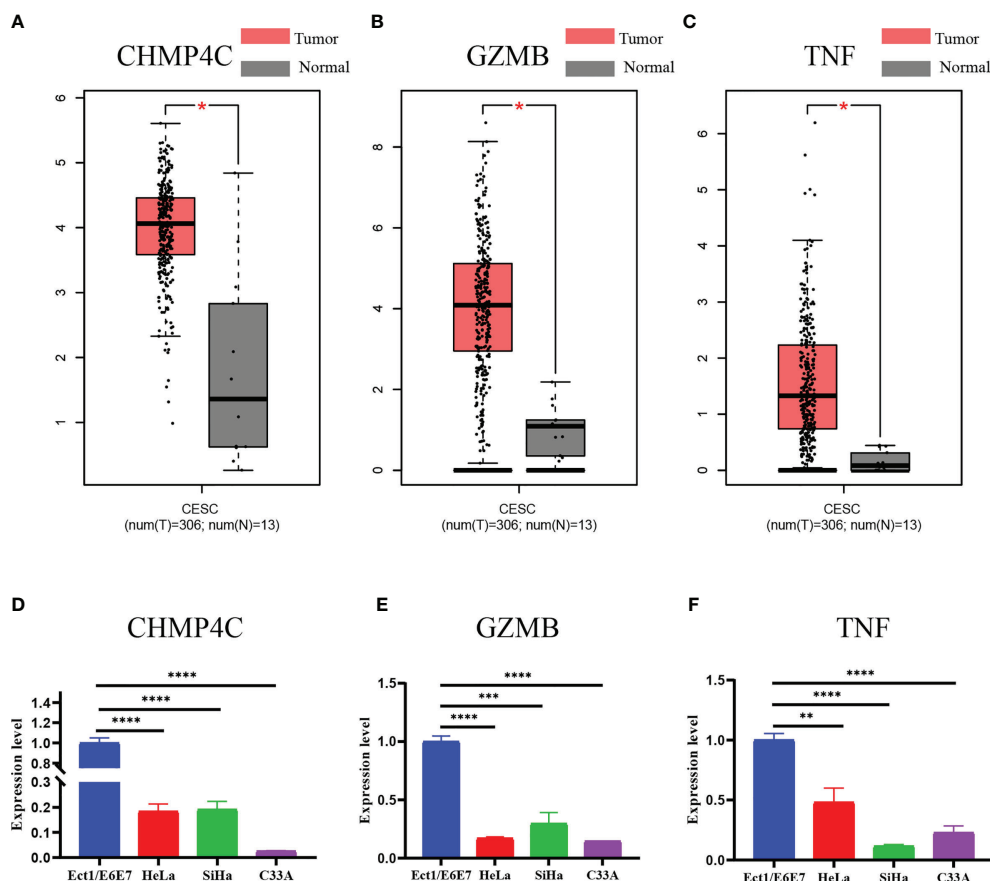 A
CHMP4C
Tumor
Normal
*
6
5
4
3
2
1
CESC
(num(T)=306; num(N)=13)
B
GZMB
Tumor
Normal
*
8
6
4
2
0
CESC
(num(T)=306; num(N)=13)
C
TNF
Tumor
Normal
*
6
5
4
3
2
1
0
CESC
(num(T)=306; num(N)=13)
D
CHMP4C
Expression level
1.4
1.2
1.0
0.8
0.3
0.2
0.1
0.0
****
****
****
Ect1/E6E7 HeLa SiHa C33A
E
GZMB
Expression level
1.5
1.0
0.5
0.0
****
***
****
Ect1/E6E7 HeLa SiHa C33A
F
TNF
Expression level
1.5
1.0
0.5
0.0
****
****
**
Ect1/E6E7 HeLa SiHa C33A